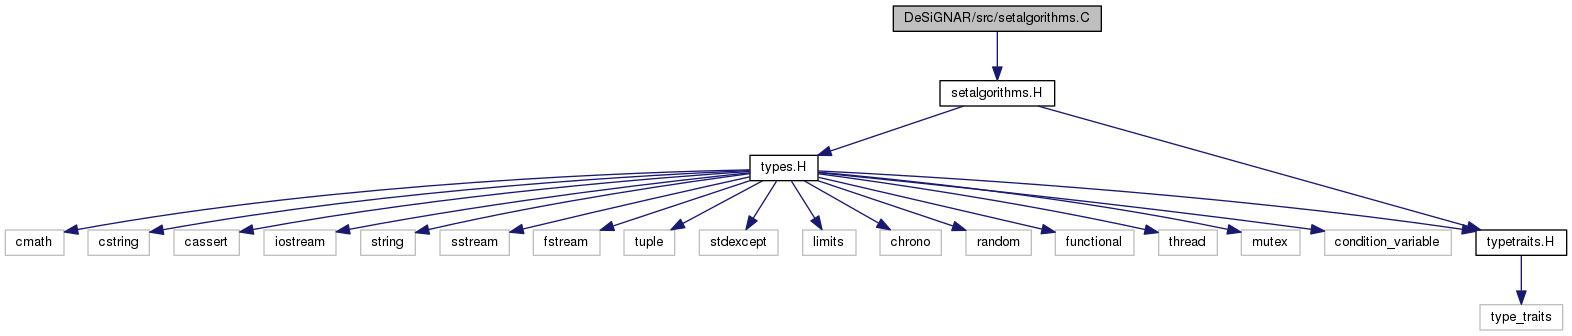 DeSiGNAR/src/setalgorithms.C
setalgorithms.H
types.H
cmath
cstring
cassert
iostream
string
sstream
fstream
tuple
stdexcept
limits
chrono
random
functional
thread
mutex
condition_variable
typetraits.H
type_traits